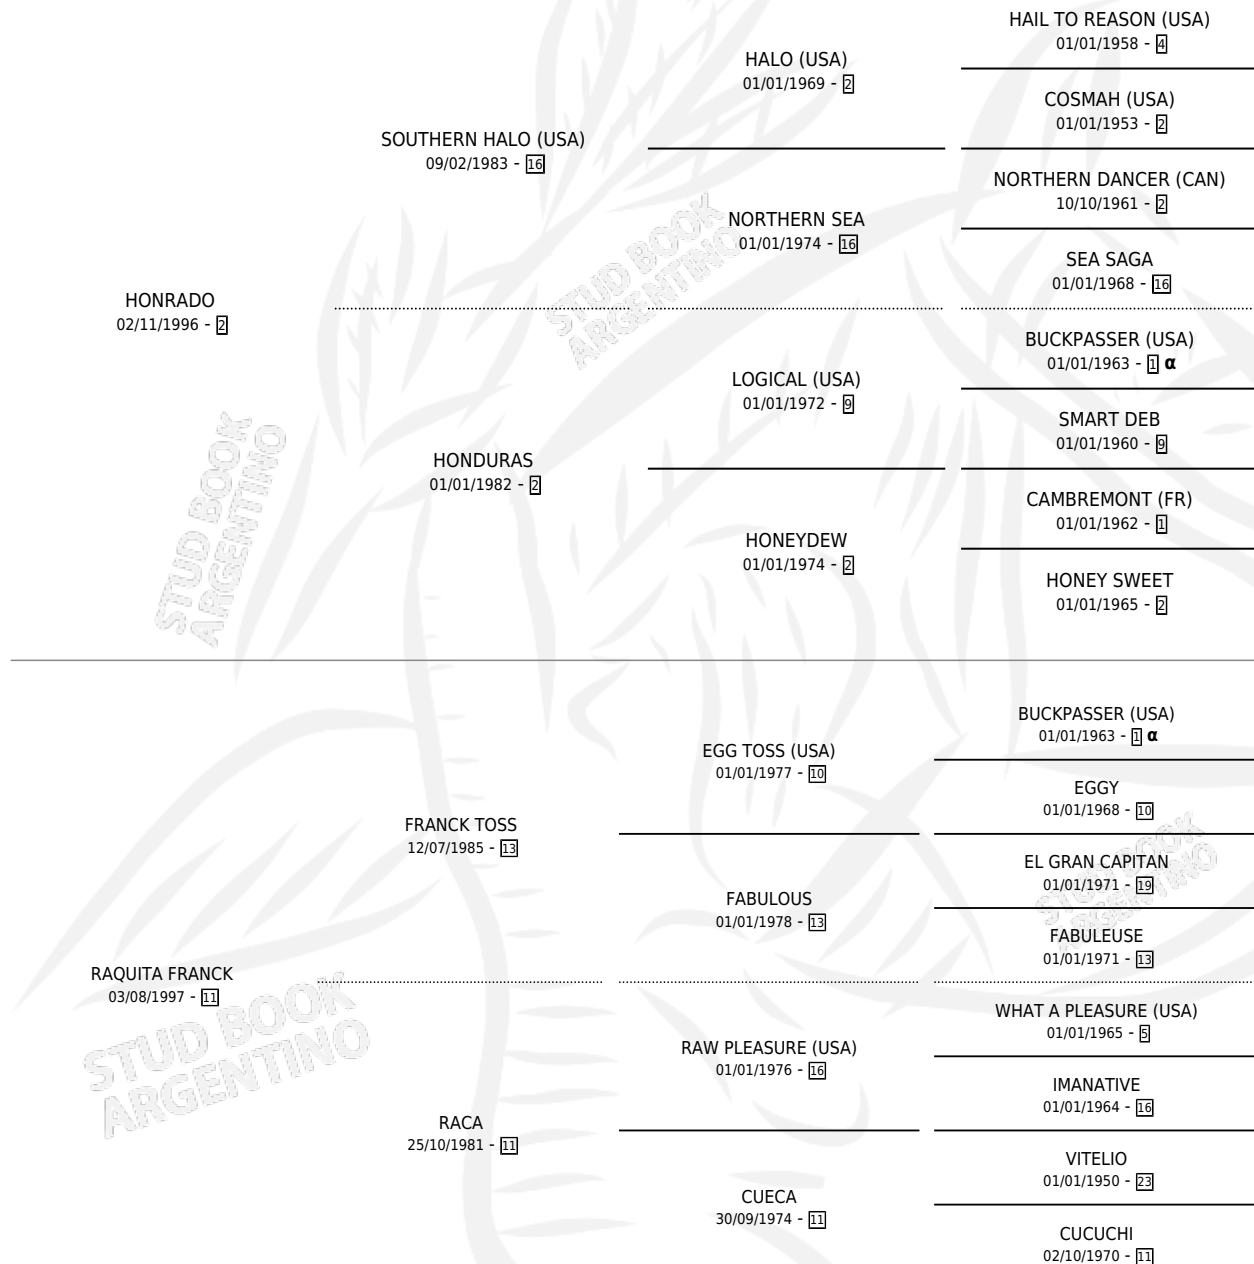 HAIL TO REASON (USA)
01/01/1958 - 4
HALO (USA)
01/01/1969 - 2
COSMAH (USA)
01/01/1953 - 2
SOUTHERN HALO (USA)
09/02/1983 - 16
NORTHERN DANCER (CAN)
10/10/1961 - 2
NORTHERN SEA
01/01/1974 - 16
SEA SAGA
01/01/1968 - 16
STUD BOOK
ARGENTINO
HONRADO
02/11/1996 - 2
BUCKPASSER (USA)
01/01/1963 - 1 α
LOGICAL (USA)
01/01/1972 - 9
SMART DEB
01/01/1960 - 9
HONDURAS
01/01/1982 - 2
CAMBREMONT (FR)
01/01/1962 - 1
HONEYDEW
01/01/1974 - 2
HONEY SWEET
01/01/1965 - 2
STUD BOOK
ARGENTINO
BUCKPASSER (USA)
01/01/1963 - 1 α
EGG TOSS (USA)
01/01/1977 - 10
EGGY
01/01/1968 - 10
FRANCK TOSS
12/07/1985 - 13
EL GRAN CAPITAN
01/01/1971 - 19
FABULOUS
01/01/1978 - 13
FABULEUSE
01/01/1971 - 13
STUD BOOK
ARGENTINO
RAQUITA FRANCK
03/08/1997 - 11
WHAT A PLEASURE (USA)
01/01/1965 - 5
RAW PLEASURE (USA)
01/01/1976 - 16
IMANATIVE
01/01/1964 - 16
STUD BOOK
ARGENTINO
RACA
25/10/1981 - 11
VITELIO
01/01/1950 - 23
CUECA
30/09/1974 - 11
CUCUCHI
02/10/1970 - 11